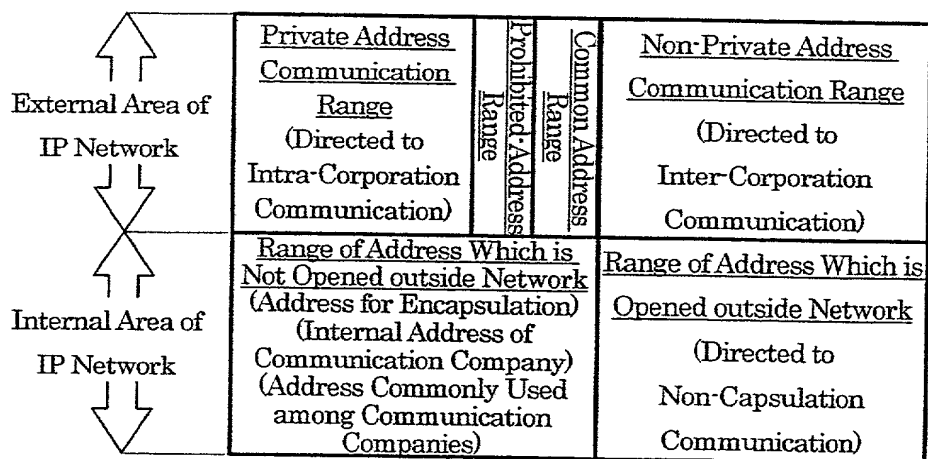 External Area of
IP Network
Private Address
Communication
Range
(Directed to
Intra-Corporation
Communication)
Prohibited-Address
Range
Common Address
Range
Non-Private Address
Communication Range
(Directed to
Inter-Corporation
Communication)
Internal Area of
IP Network
Range of Address Which is
Not Opened outside Network
(Address for Encapsulation)
(Internal Address of
Communication Company)
(Address Commonly Used
among Communication
Companies)
Range of Address Which is
Opened outside Network
(Directed to
Non-Capsulation
Communication)